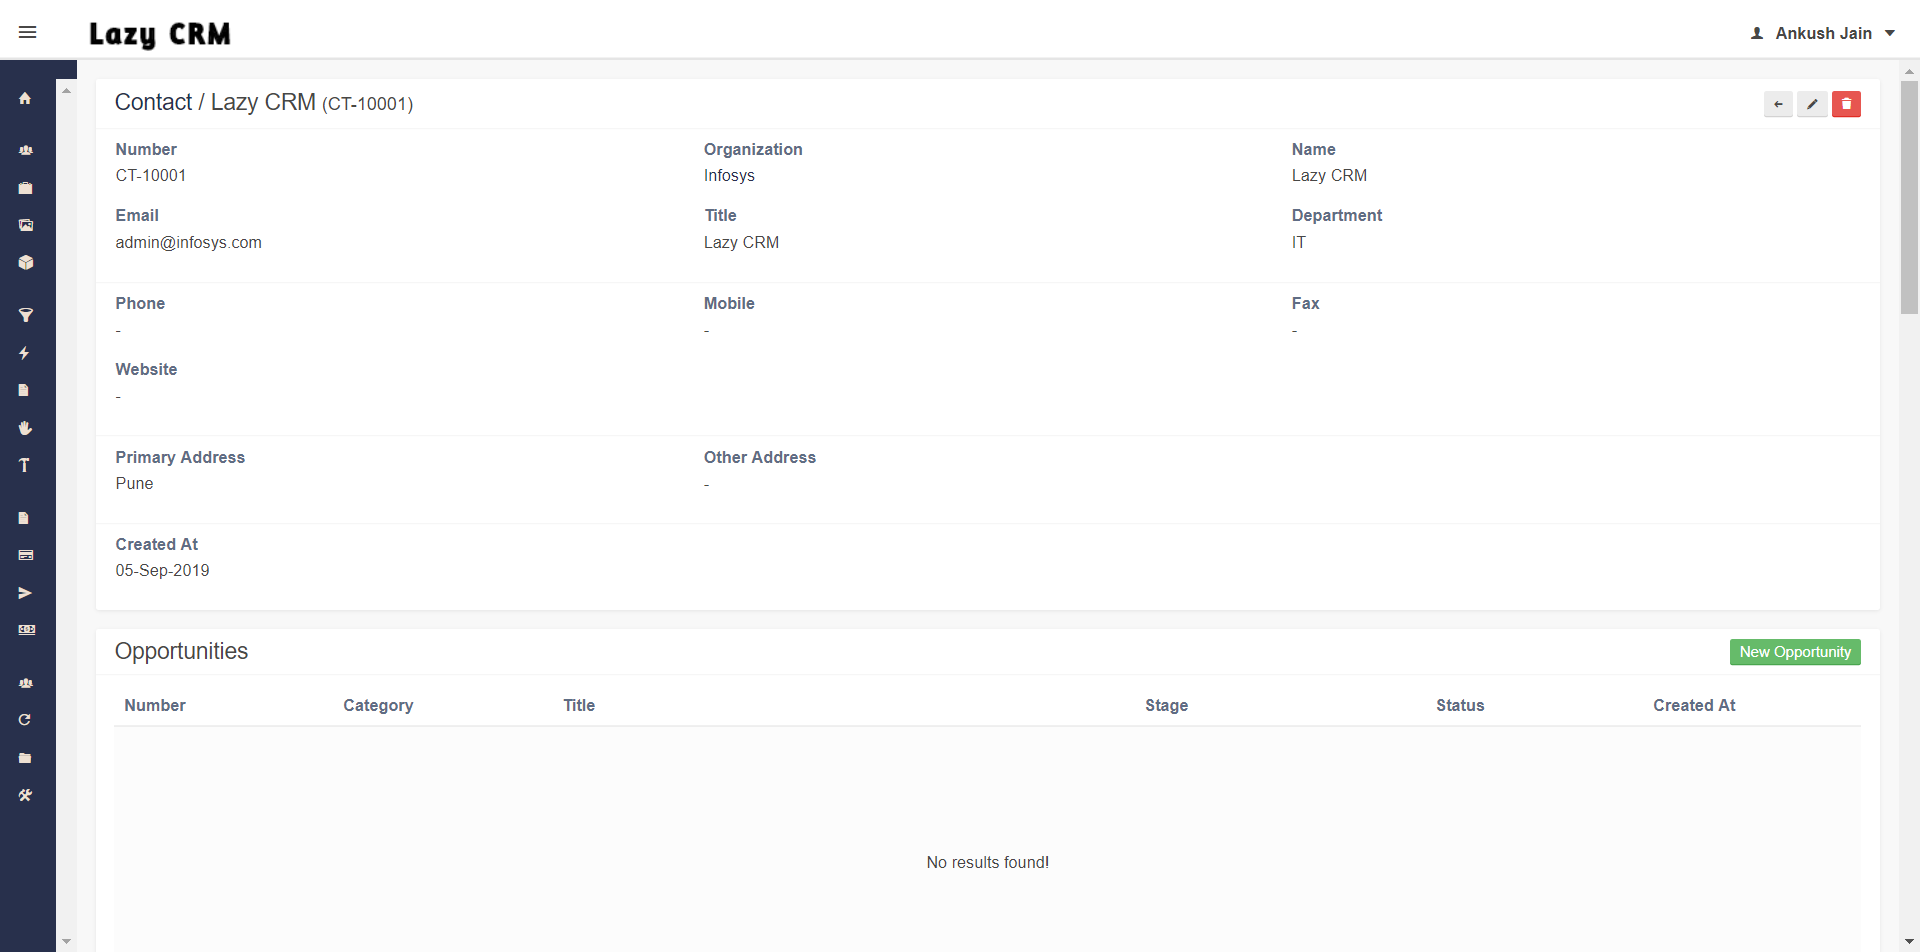 Lazy CRM
Ankush Jain
Contact / Lazy CRM (CT-10001)
Number Organization Name
CT-10001 Infosys Lazy CRM
Email Title Department
admin@infosys.com Lazy CRM IT
Phone Mobile Fax
- - -
Website
-
Primary Address Other Address
Pune -
Created At
05-Sep-2019
Opportunities New Opportunity
Number Category Title Stage Status Created At
No results found!